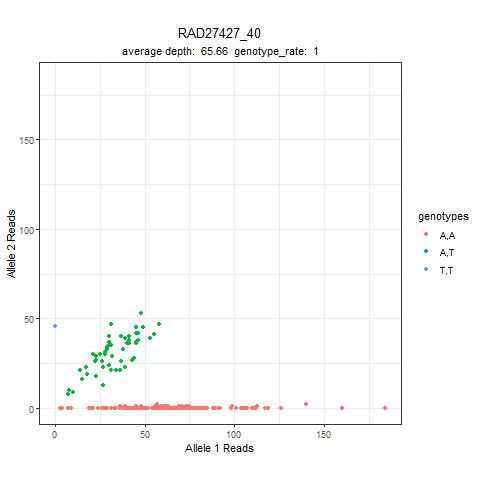 RAD27427_40
average depth:  65.66  genotype_rate:  1
Allele 2 Reads
150
100
50
0
0 50 100 150
Allele 1 Reads
genotypes
A,A
A,T
T,T